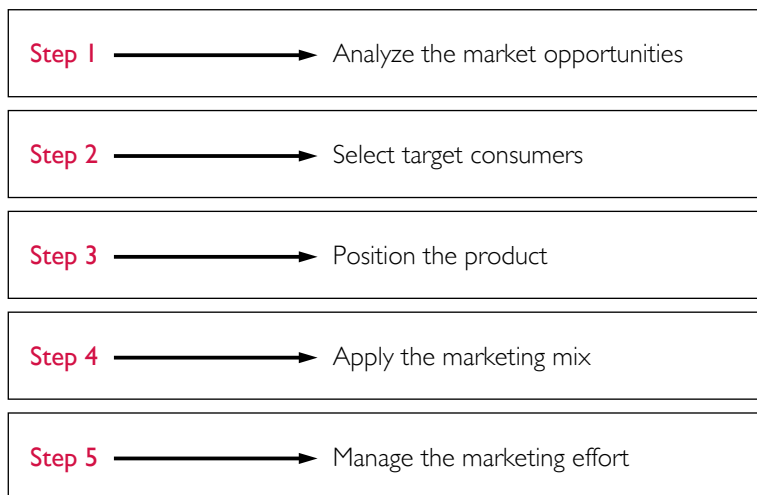 Step 1 Analyze the market opportunities
Step 2 Select target consumers
Step 3 Position the product
Step 4 Apply the marketing mix
Step 5 Manage the marketing effort